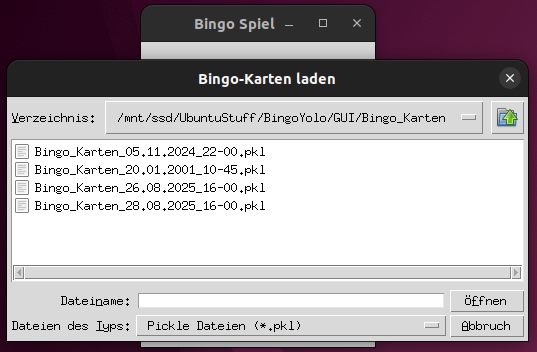 Bingo Spiel
Bingo-Karten laden
Verzeichnis: /mnt/ssd/UbuntuStuff/BingoYolo/GUI/Bingo_Karten
Bingo_Karten_05.11.2024_22-00.pkl
Bingo_Karten_20.01.2001_10-45.pkl
Bingo_Karten_26.08.2025_16-00.pkl
Bingo_Karten_28.08.2025_16-00.pkl
Dateiname: Öffnen
Dateien des Typs: Pickle Dateien (*.pkl) Abbruch